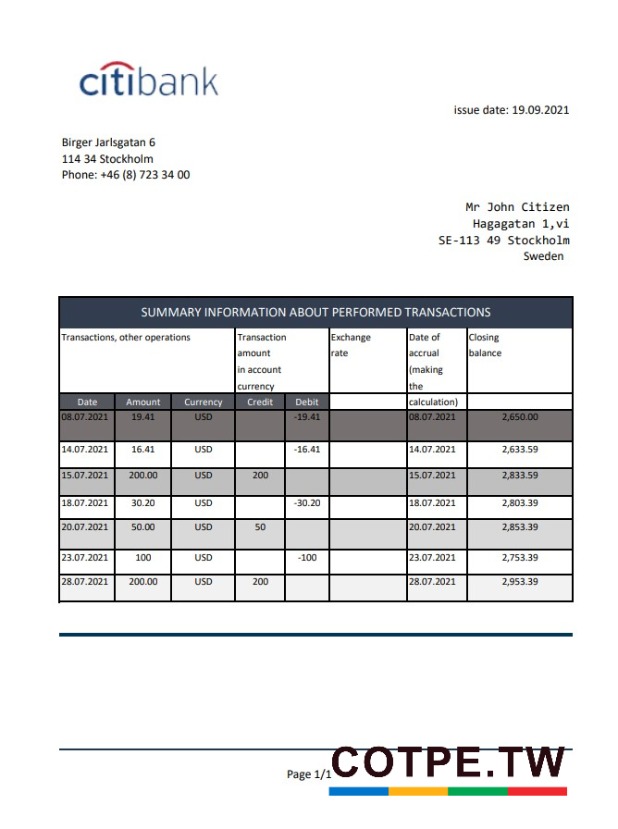 citibank
issue date: 19.09.2021
Birger Jarlsgatan 6
114 34 Stockholm
Phone: +46 (8) 723 34 00
Mr John Citizen
Hagagatan 1,vi
SE-113 49 Stockholm
Sweden
SUMMARY INFORMATION ABOUT PERFORMED TRANSACTIONS
Transactions, other operations Transaction amount in account currency Exchange rate Date of accrual (making the calculation) Closing balance
Date Amount Currency Credit Debit
08.07.2021 19.41 USD -19.41 08.07.2021 2,650.00
14.07.2021 16.41 USD -16.41 14.07.2021 2,633.59
15.07.2021 200.00 USD 200 15.07.2021 2,833.59
18.07.2021 30.20 USD -30.20 18.07.2021 2,803.39
20.07.2021 50.00 USD 50 20.07.2021 2,853.39
23.07.2021 100 USD -100 23.07.2021 2,753.39
28.07.2021 200.00 USD 200 28.07.2021 2,953.39
Page 1/1
COTPE.TW